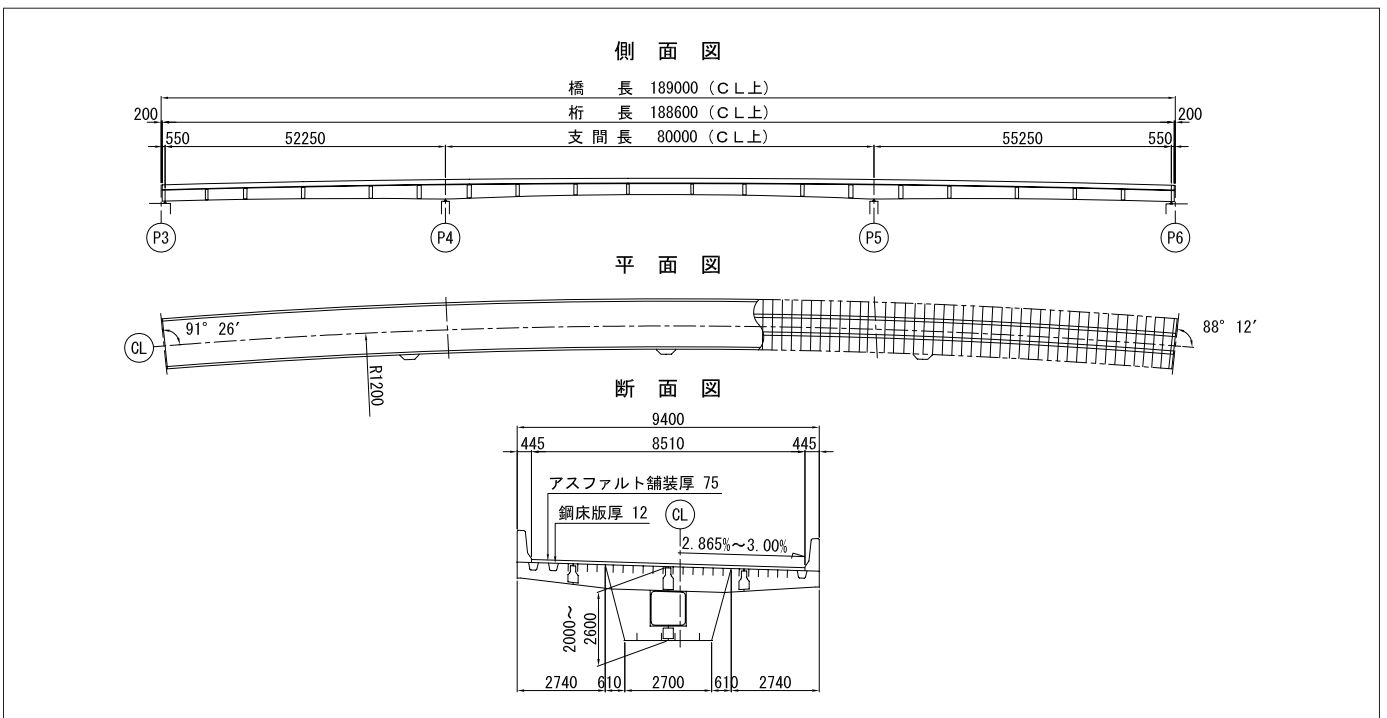 側面図
橋長 189000 (CL上)
200 桁長 188600 (CL上) 200
550 52250 支間長 80000 (CL上) 55250 550
P3 P4 P5 P6
平面図
91° 26′
88° 12′
CL
R1200
断面図
9400
445 8510 445
アスファルト舗装厚 75
鋼床版厚 12
CL
2.865%～3.00%
2000～
2600
2740 610 2700 610 2740